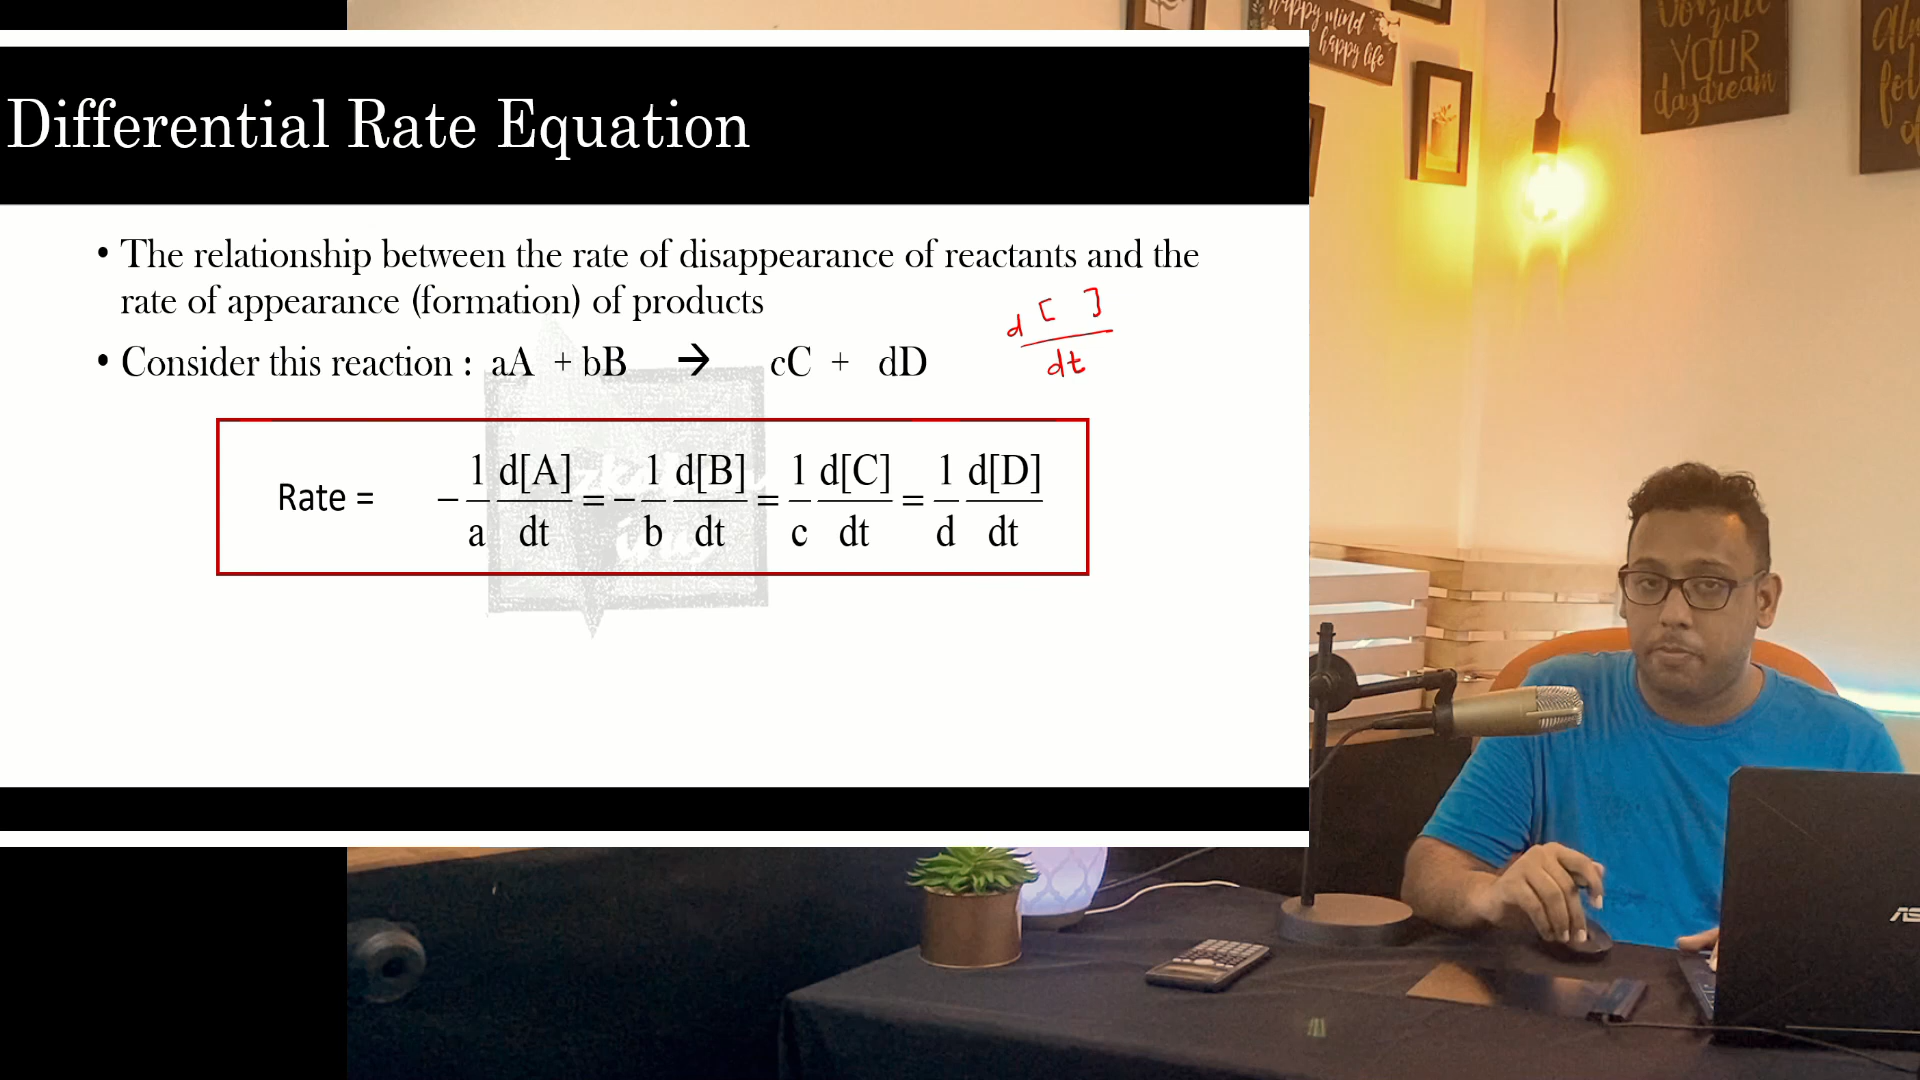 Differential Rate Equation
• The relationship between the rate of disappearance of reactants and the
rate of appearance (formation) of products
d [ ]
dt
• Consider this reaction : aA + bB → cC + dD
Rate = − 1/a d[A]/dt = − 1/b d[B]/dt = 1/c d[C]/dt = 1/d d[D]/dt
happy mind
happy life
YOUR
daydream